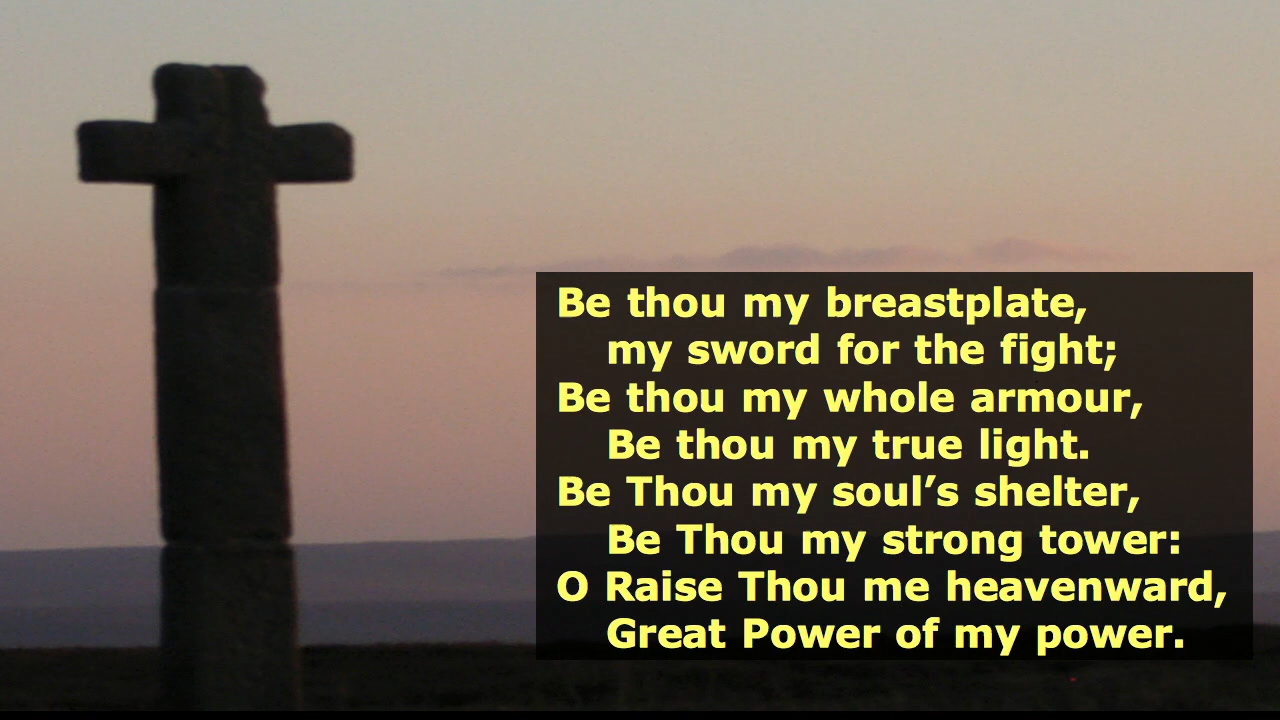 Be thou my breastplate,
my sword for the fight;
Be thou my whole armour,
Be thou my true light.
Be Thou my soul’s shelter,
Be Thou my strong tower:
O Raise Thou me heavenward,
Great Power of my power.